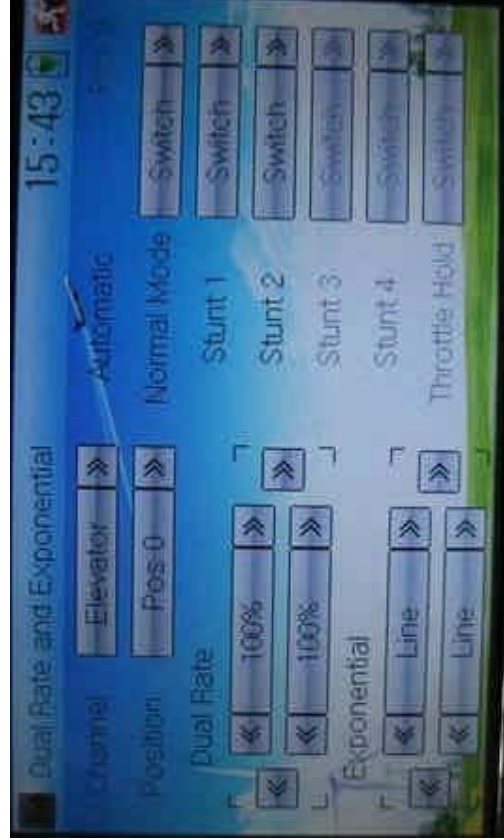 Dual Rate and Exponential 15:43
Channel Elevator Automatic
Position Pos 0 Normal Mode Switch
Dual Rate Stunt 1 Switch
100% Stunt 2 Switch
100% Stunt 3 Switch
Exponential Stunt 4 Switch
Line Throttle Hold Switch
Line